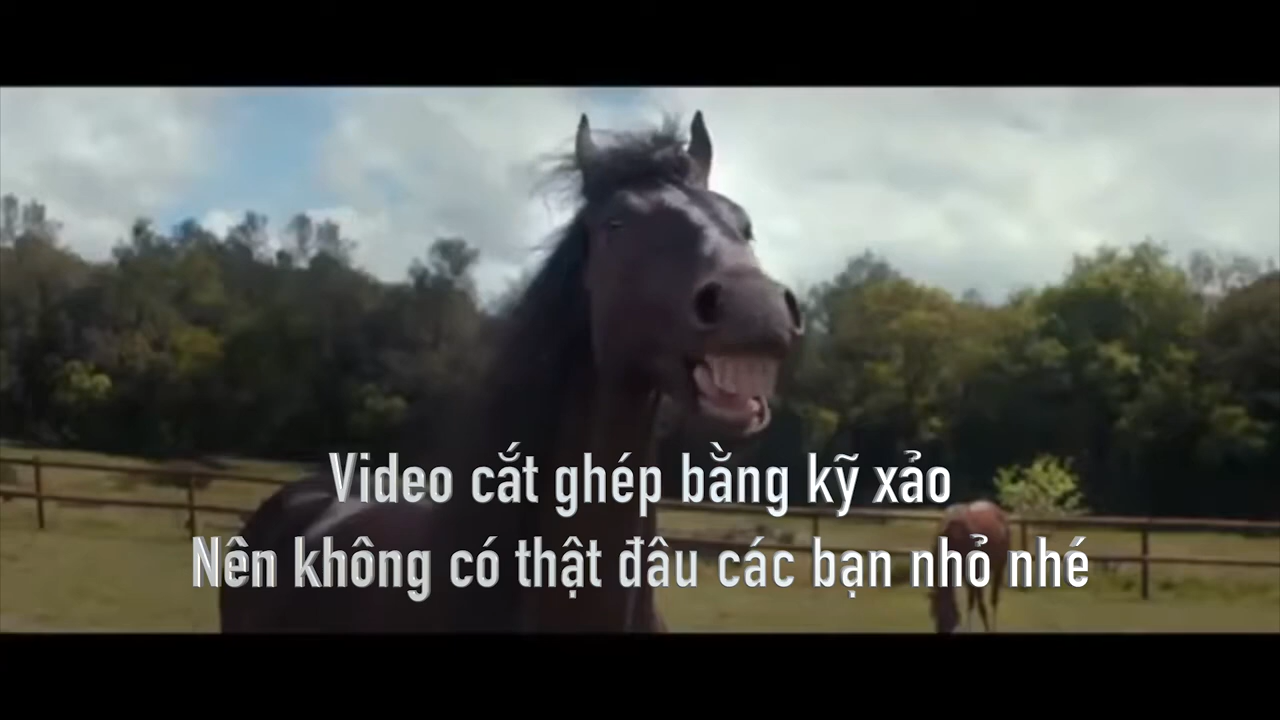 Video cắt ghép bằng kỹ xảo
Nên không có thật đâu các bạn nhỏ nhé